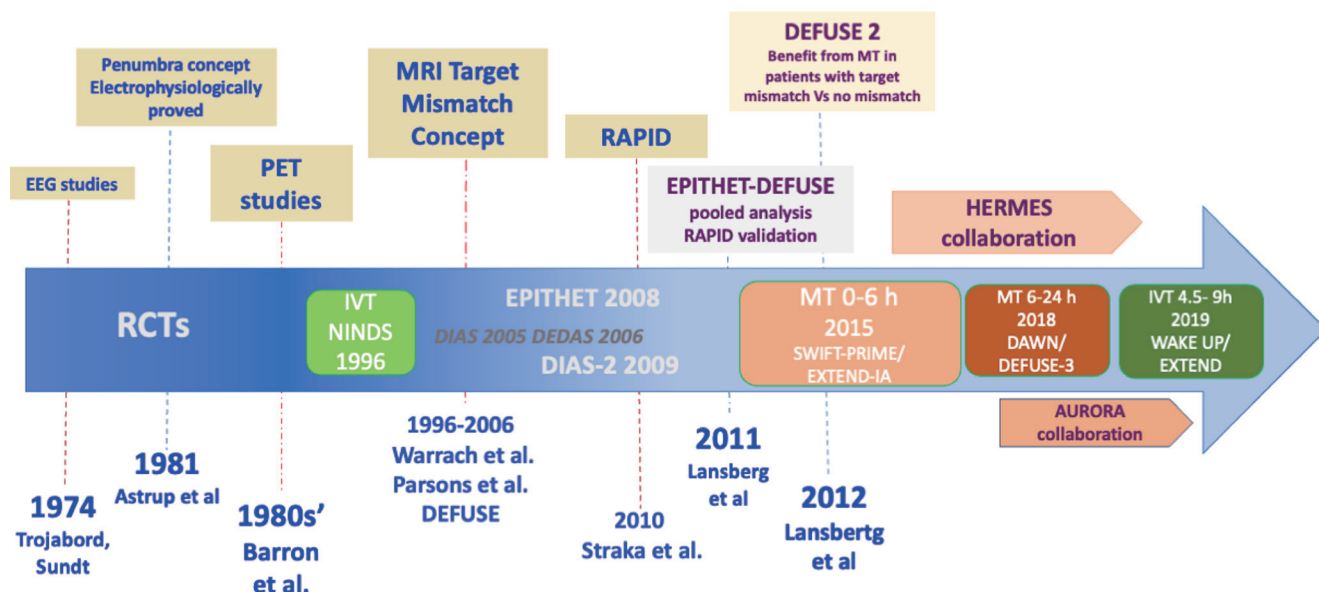 DEFUSE 2
Benefit from MT in
patients with target
mismatch Vs no mismatch
Penumbra concept
Electrophysiologically
proved
MRI Target
Mismatch
Concept
RAPID
PET
studies
EEG studies
EPITHET-DEFUSE
pooled analysis
RAPID validation
HERMES
collaboration
RCTs
IVT
NINDS
1996
EPITHET 2008
DIAS 2005 DEDAS 2006
DIAS-2 2009
MT 0-6 h
2015
SWIFT-PRIME/
EXTEND-IA
MT 6-24 h
2018
DAWN/
DEFUSE-3
IVT 4.5- 9h
2019
WAKE UP/
EXTEND
AURORA
collaboration
1974
Trojabord,
Sundt
1981
Astrup et al
1980s’
Barron
et al.
1996-2006
Warrach et al.
Parsons et al.
DEFUSE
2010
Straka et al.
2011
Lansberg
et al
2012
Lansbertg
et al